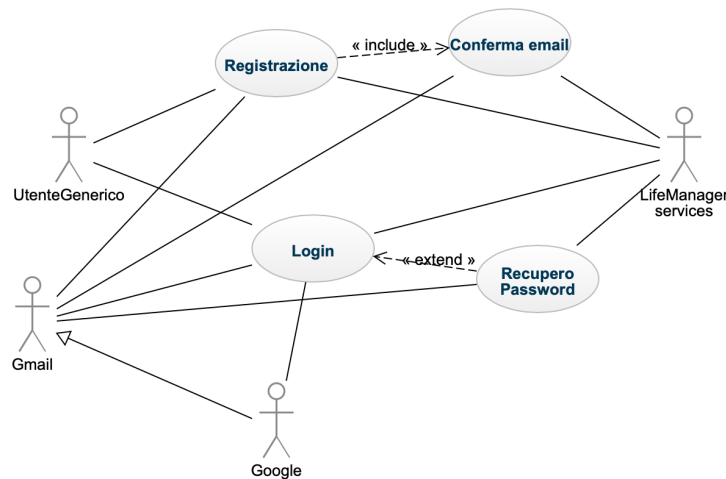 « include »
Conferma email
Registrazione
UtenteGenerico
LifeManager
services
Login
« extend »
Recupero
Password
Gmail
Google